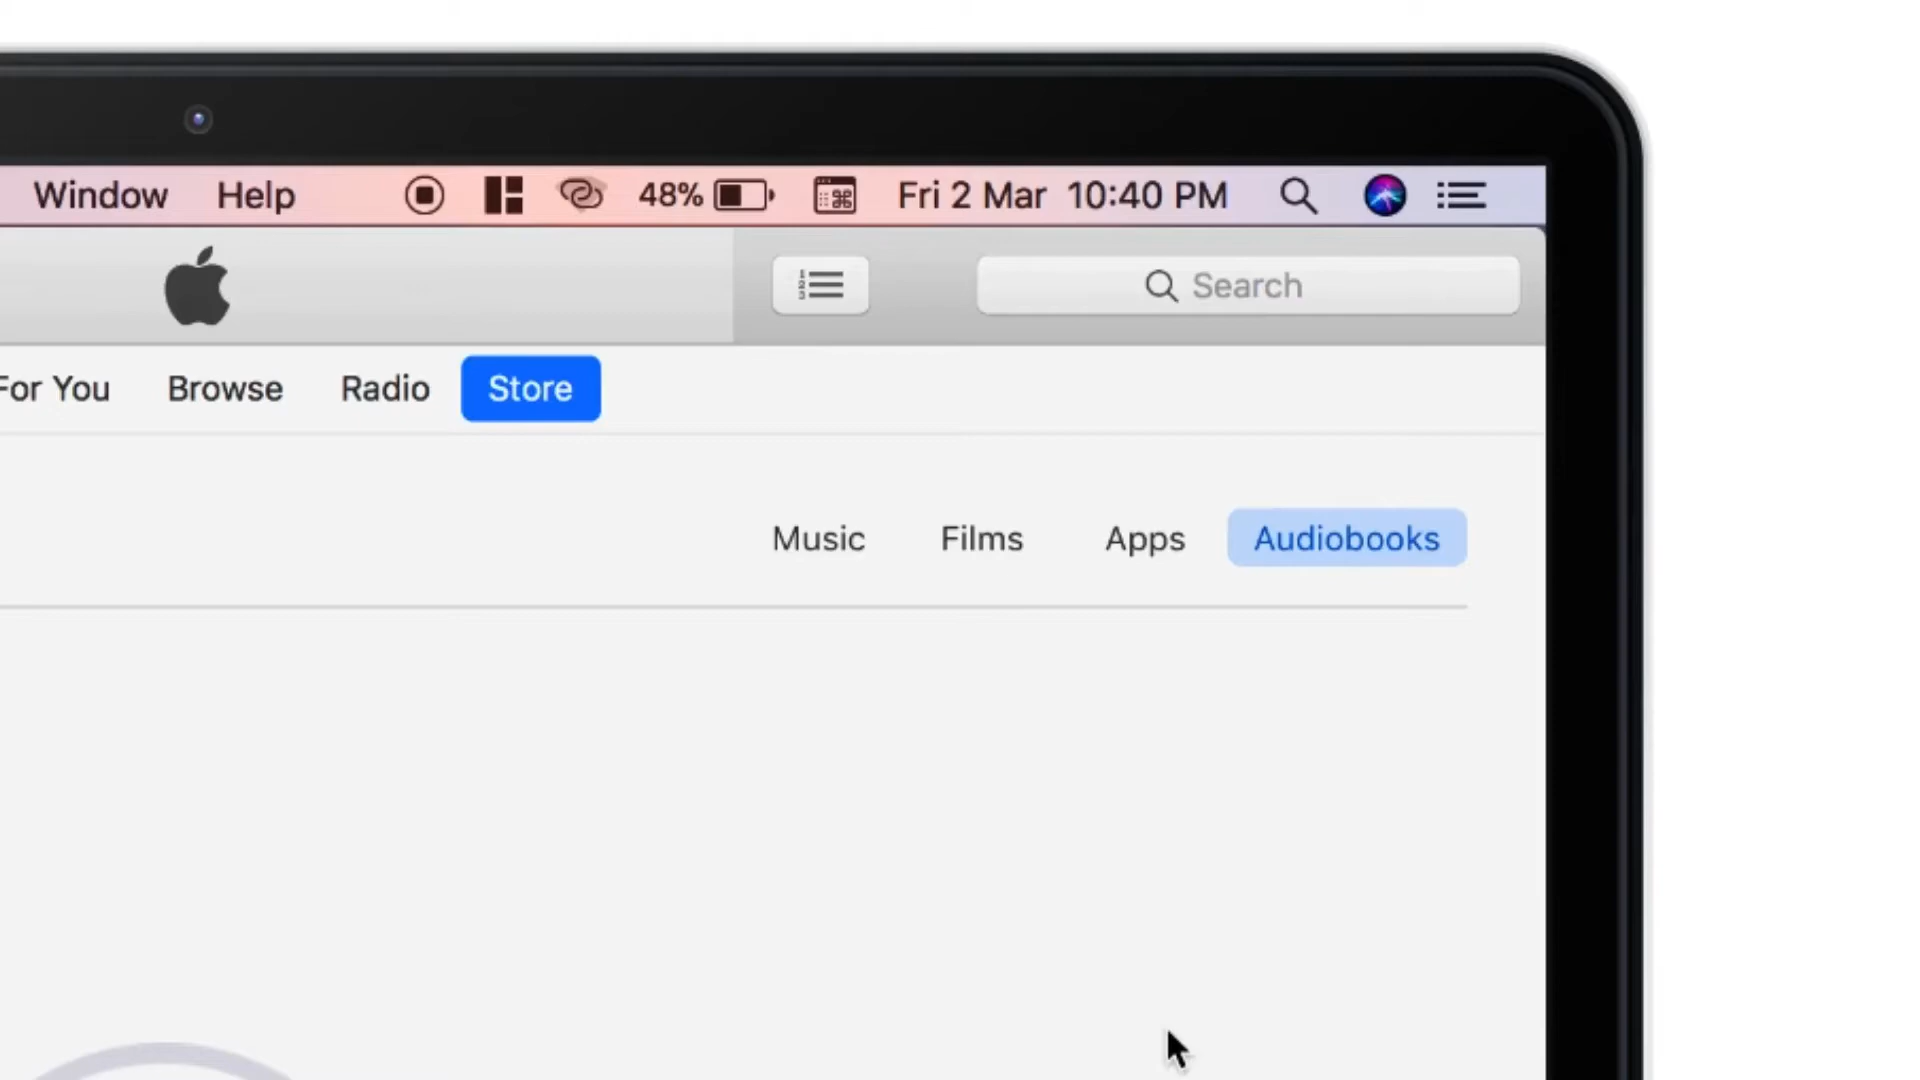 Window Help 48% Fri 2 Mar 10:40 PM
Search
For You Browse Radio Store
Music Films Apps Audiobooks